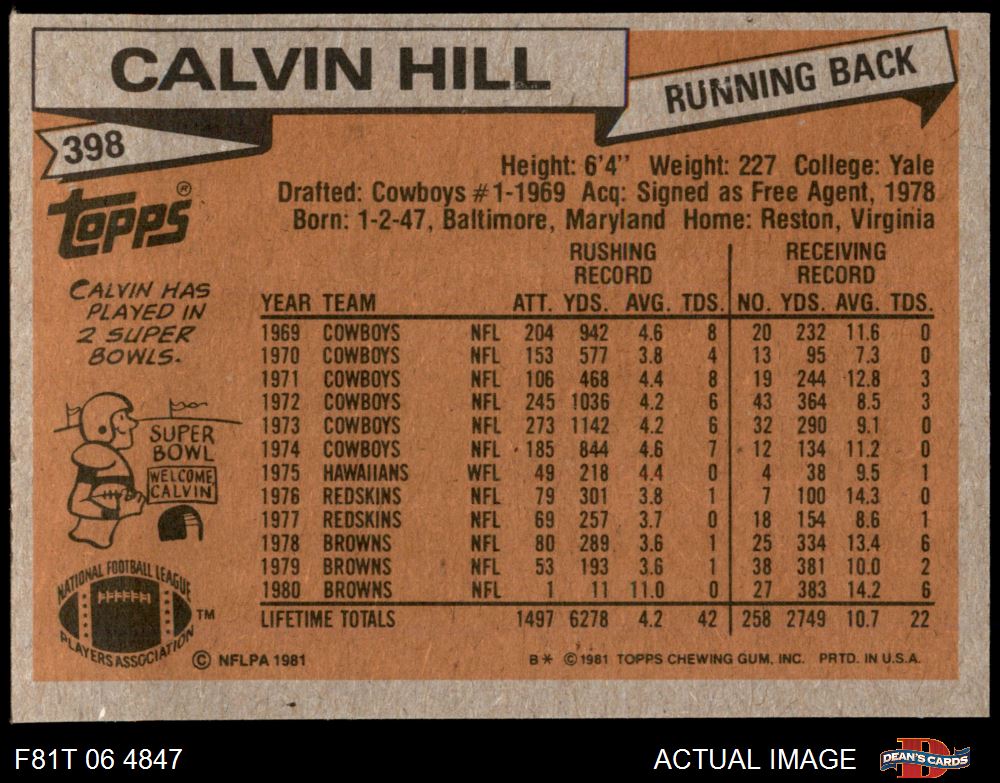 CALVIN HILL
RUNNING BACK
398
TOPPS®
Height: 6'4'' Weight: 227 College: Yale
Drafted: Cowboys #1-1969 Acq: Signed as Free Agent, 1978
Born: 1-2-47, Baltimore, Maryland Home: Reston, Virginia
CALVIN HAS
PLAYED IN
2 SUPER
BOWLS.
SUPER
BOWL
WELCOME
CALVIN
RUSHING RECEIVING
RECORD RECORD
YEAR TEAM ATT. YDS. AVG. TDS. NO. YDS. AVG. TDS.
1969 COWBOYS NFL 204 942 4.6 8 20 232 11.6 0
1970 COWBOYS NFL 153 577 3.8 4 13 95 7.3 0
1971 COWBOYS NFL 106 468 4.4 8 19 244 12.8 3
1972 COWBOYS NFL 245 1036 4.2 6 43 364 8.5 3
1973 COWBOYS NFL 273 1142 4.2 6 32 290 9.1 0
1974 COWBOYS NFL 185 844 4.6 7 12 134 11.2 0
1975 HAWAIIANS WFL 49 218 4.4 0 4 38 9.5 1
1976 REDSKINS NFL 79 301 3.8 1 7 100 14.3 0
1977 REDSKINS NFL 69 257 3.7 0 18 154 8.6 1
1978 BROWNS NFL 80 289 3.6 1 25 334 13.4 6
1979 BROWNS NFL 53 193 3.6 1 38 381 10.0 2
1980 BROWNS NFL 1 11 11.0 0 27 383 14.2 6
LIFETIME TOTALS 1497 6278 4.2 42 258 2749 10.7 22
NATIONAL FOOTBALL LEAGUE
PLAYERS ASSOCIATION
NFLPA
TM
© NFLPA 1981
B* © 1981 TOPPS CHEWING GUM, INC. PRTD. IN U.S.A.
F81T 06 4847
ACTUAL IMAGE
D
DEAN'S CARDS